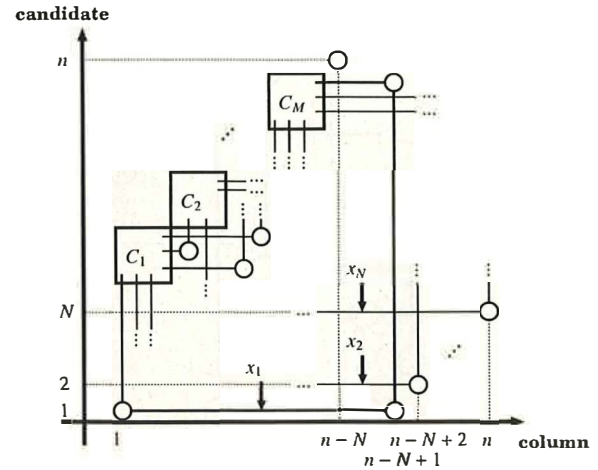 candidate
n
C_M
C_2
C_1
x_N
N
x_2
2
x_1
1
1 n − N n − N + 2 n column
n − N + 1